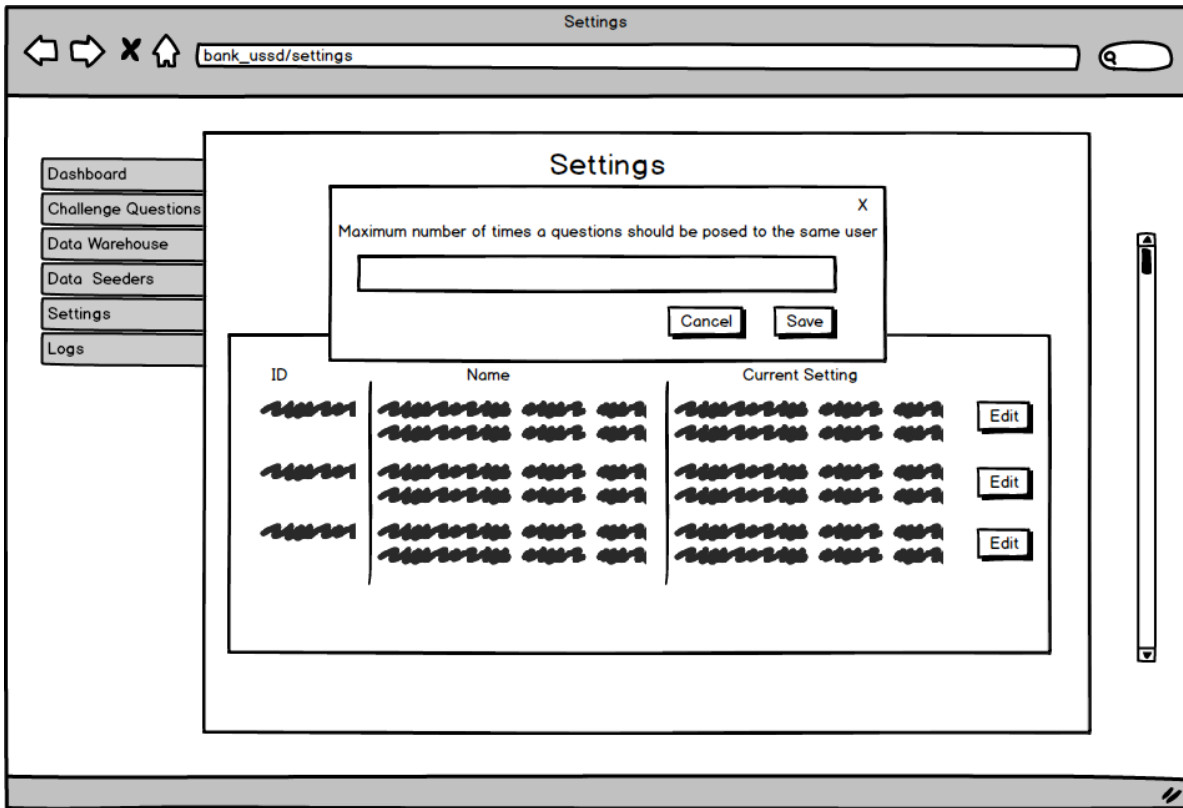 Settings
bank_ussd/settings
Dashboard
Challenge Questions
Data Warehouse
Data Seeders
Settings
Logs
Settings
X
Maximum number of times a questions should be posed to the same user
Cancel Save
ID Name Current Setting
Edit
Edit
Edit